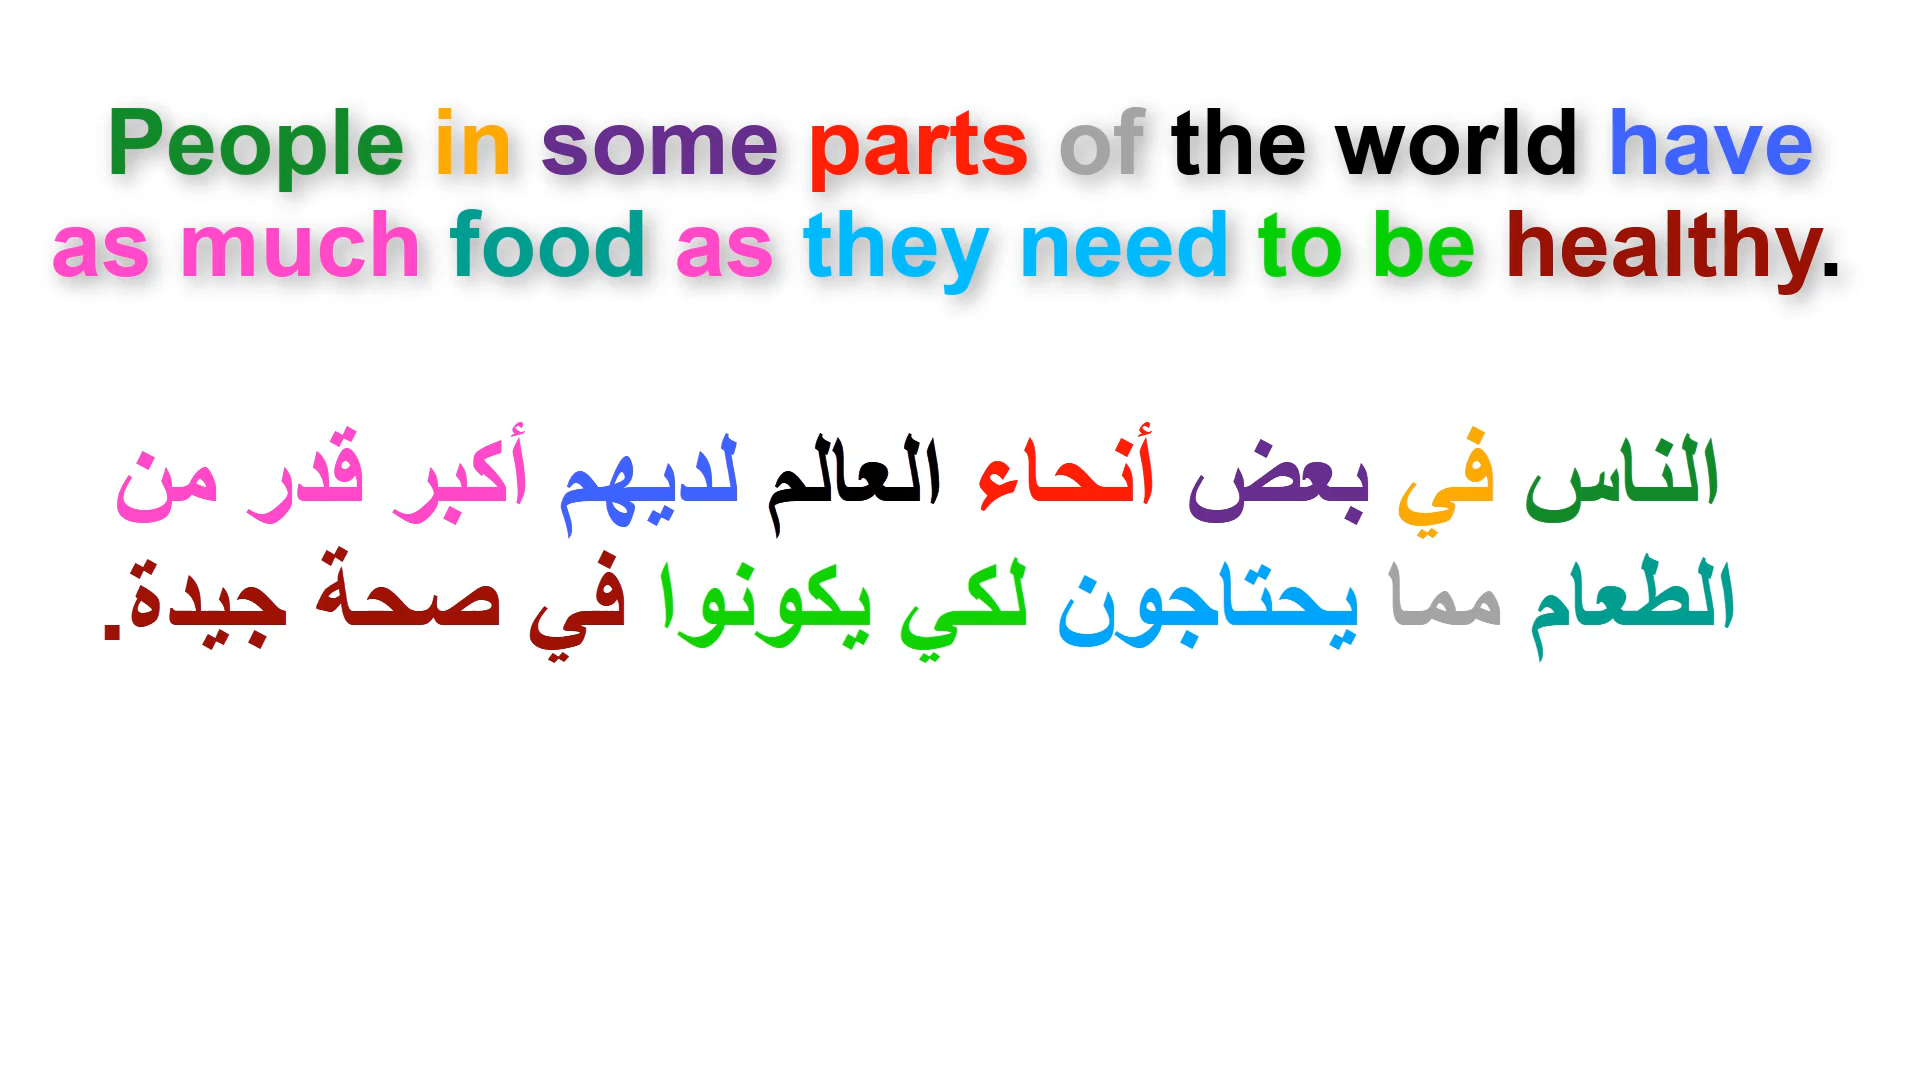 People in some parts of the world have
as much food as they need to be healthy.
الناس في بعض أنحاء العالم لديهم أكبر قدر من
الطعام مما يحتاجون لكي يكونوا في صحة جيدة.